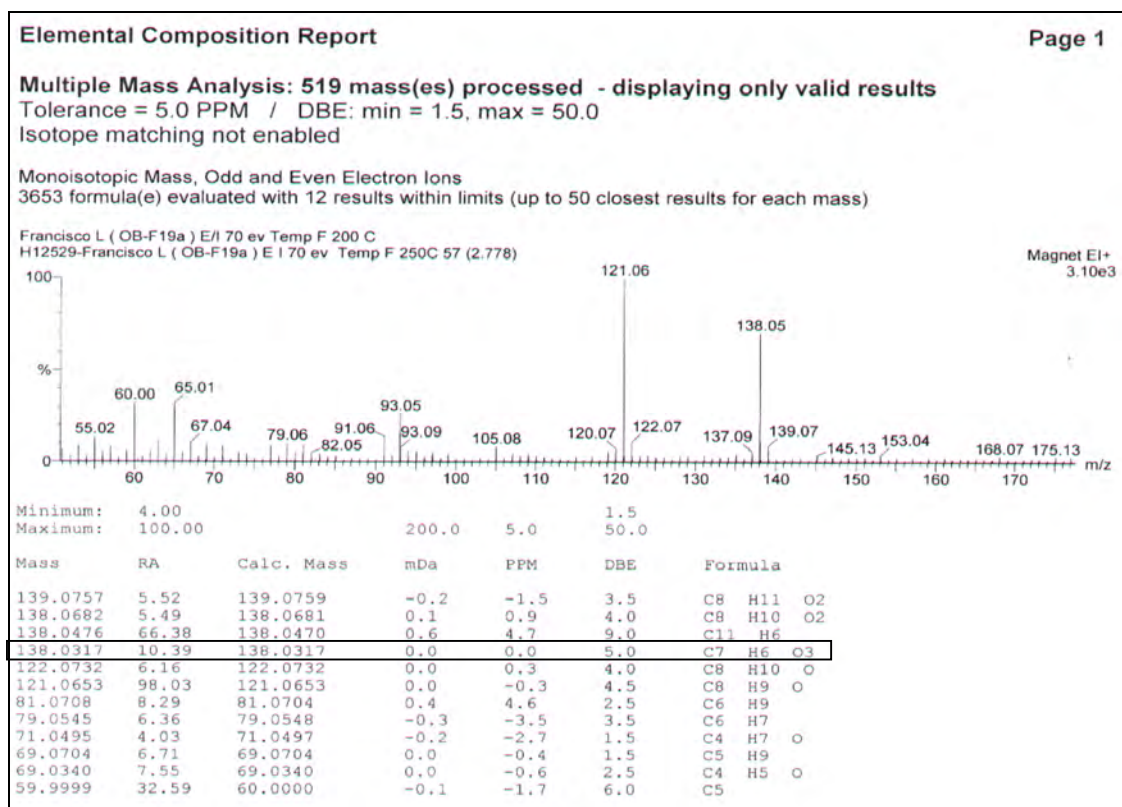 Elemental Composition Report Page 1
Multiple Mass Analysis: 519 mass(es) processed - displaying only valid results
Tolerance = 5.0 PPM / DBE: min = 1.5, max = 50.0
Isotope matching not enabled
Monoisotopic Mass, Odd and Even Electron Ions
3653 formula(e) evaluated with 12 results within limits (up to 50 closest results for each mass)
Francisco L ( OB-F19a ) E/I 70 ev Temp F 200 C
H12529-Francisco L ( OB-F19a ) E I 70 ev Temp F 250C 57 (2.778) Magnet EI+
3.10e3
121.06
100
138.05
%
60.00 65.01
93.05
55.02 67.04 79.06 82.05 91.06 93.09 105.08 120.07 122.07 137.09 139.07 145.13 153.04 168.07 175.13
0 m/z
60 70 80 90 100 110 120 130 140 150 160 170
Minimum: 4.00 1.5
Maximum: 100.00 200.0 5.0 50.0
Mass RA Calc. Mass mDa PPM DBE Formula
139.0757 5.52 139.0759 -0.2 -1.5 3.5 C8 H11 O2
138.0682 5.49 138.0681 0.1 0.9 4.0 C8 H10 O2
138.0476 66.38 138.0470 0.6 4.7 9.0 C11 H6
138.0317 10.39 138.0317 0.0 0.0 5.0 C7 H6 O3
122.0732 6.16 122.0732 0.0 0.3 4.0 C8 H10 O
121.0653 98.03 121.0653 0.0 -0.3 4.5 C8 H9 O
81.0708 8.29 81.0704 0.4 4.6 2.5 C6 H9
79.0545 6.36 79.0548 -0.3 -3.5 3.5 C6 H7
71.0495 4.03 71.0497 -0.2 -2.7 1.5 C4 H7 O
69.0704 6.71 69.0704 0.0 -0.4 1.5 C5 H9
69.0340 7.55 69.0340 0.0 -0.6 2.5 C4 H5 O
59.9999 32.59 60.0000 -0.1 -1.7 6.0 C5